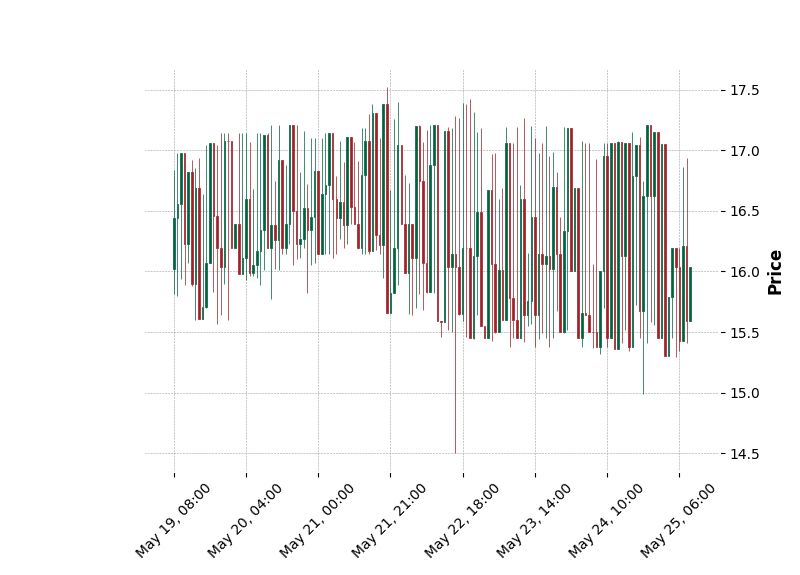 17.5
17.0
16.5
16.0
15.5
15.0
14.5
Price
May 19, 08:00
May 20, 04:00
May 21, 00:00
May 21, 21:00
May 22, 18:00
May 23, 14:00
May 24, 10:00
May 25, 06:00